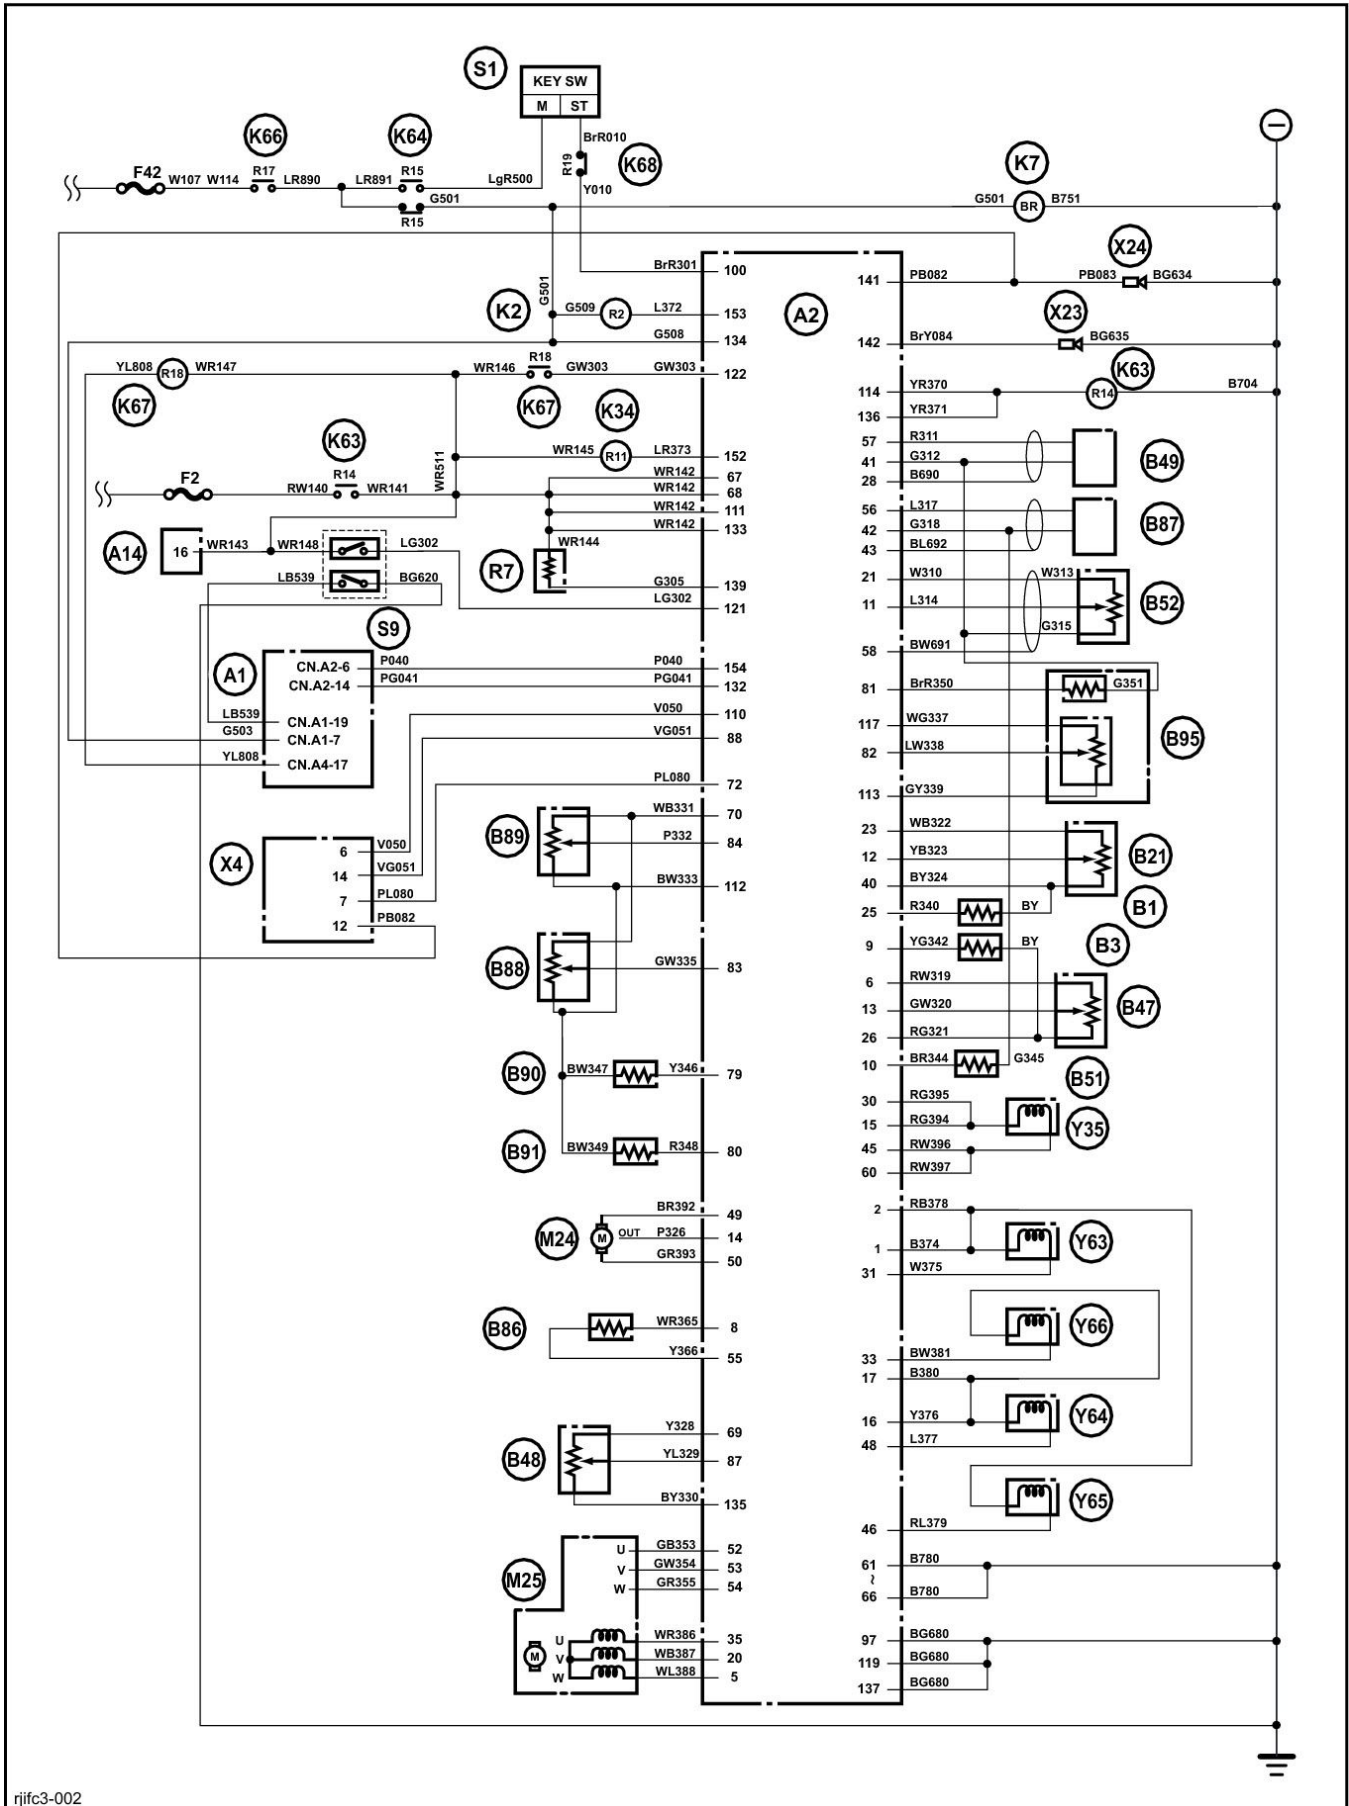 S1
KEY SW
M ST
BrR010
K66
K64
R19
K68
K7
F42
W107 W114
R17
LR890
LR891
R15
LgR500
Y010
G501
R15
G501
BR
B751
X24
BrR301
100
141
PB082
PB083
BG634
G501
K2
G509
R2
L372
153
A2
X23
G508
134
142
BrY084
BG635
YL808
R18
WR147
WR146
R18
GW303
GW303
122
K63
K67
K67
K34
114
YR370
R14
B704
136
YR371
K63
WR145
R11
LR373
152
57
R311
WR511
WR142
67
41
G312
B49
F2
R14
RW140
WR141
WR142
68
28
B690
WR142
111
56
L317
WR142
133
42
G318
B87
A14
16
WR143
WR148
LG302
WR144
43
BL692
R7
LB539
BG620
G305
139
21
W310
W313
LG302
121
11
L314
B52
S9
G315
58
BW691
A1
CN.A2-6
P040
P040
154
CN.A2-14
PG041
PG041
132
81
BrR350
G351
LB539
CN.A1-19
V050
110
117
WG337
G503
CN.A1-7
VG051
88
82
LW338
B95
YL808
CN.A4-17
PL080
72
113
GY339
WB331
70
23
WB322
B89
P332
84
12
YB323
B21
X4
6
V050
14
VG051
BW333
112
40
BY324
7
PL080
25
R340
BY
B1
12
PB082
9
YG342
BY
B3
B88
GW335
83
6
RW319
13
GW320
B47
26
RG321
B90
BW347
Y346
79
10
BR344
G345
B51
30
RG395
15
RG394
Y35
B91
BW349
R348
80
45
RW396
60
RW397
BR392
49
2
RB378
M24
M
OUT
P326
14
1
B374
Y63
GR393
50
31
W375
B86
WR365
8
Y66
Y366
55
33
BW381
17
B380
Y328
69
16
Y376
Y64
B48
YL329
87
48
L377
BY330
135
Y65
46
RL379
M25
U
GB353
52
61
B780
V
GW354
53
~
W
GR355
54
66
B780
U
WR386
35
97
BG680
M
V
WB387
20
119
BG680
W
WL388
5
137
BG680
rjifc3-002